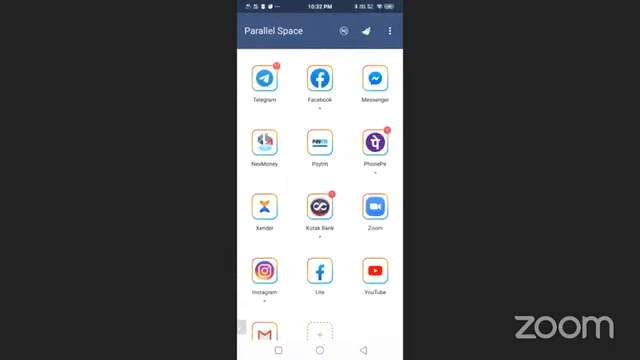 10:32 PM
Parallel Space
Telegram
Facebook
Messenger
NexMoney
Paytm
PhonePe
Xender
Kotak Bank
Zoom
Instagram
Lite
YouTube
zoom